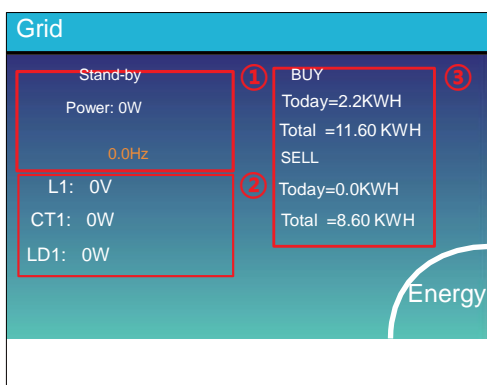 Grid
Stand-by
Power: 0W
0.0Hz
①
L1: 0V
CT1: 0W
LD1: 0W
②
BUY
Today=2.2KWH
Total =11.60 KWH
SELL
Today=0.0KWH
Total =8.60 KWH
③
Energy